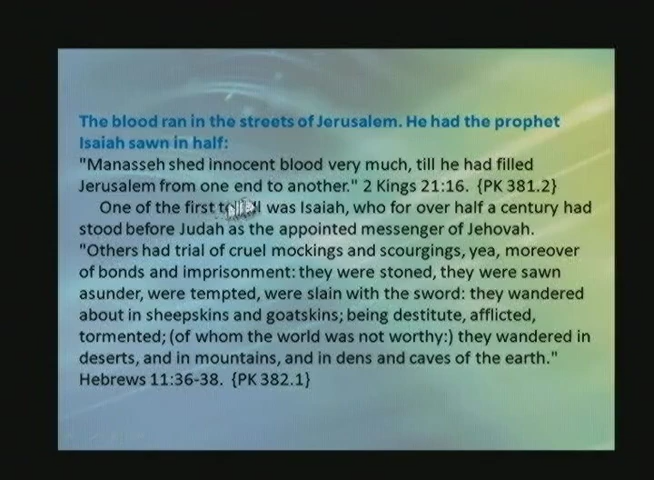 The blood ran in the streets of Jerusalem. He had the prophet
Isaiah sawn in half:
"Manasseh shed innocent blood very much, till he had filled
Jerusalem from one end to another." 2 Kings 21:16. {PK 381.2}
One of the first to fall was Isaiah, who for over half a century had
stood before Judah as the appointed messenger of Jehovah.
"Others had trial of cruel mockings and scourgings, yea, moreover
of bonds and imprisonment: they were stoned, they were sawn
asunder, were tempted, were slain with the sword: they wandered
about in sheepskins and goatskins; being destitute, afflicted,
tormented; (of whom the world was not worthy:) they wandered in
deserts, and in mountains, and in dens and caves of the earth."
Hebrews 11:36-38. {PK 382.1}